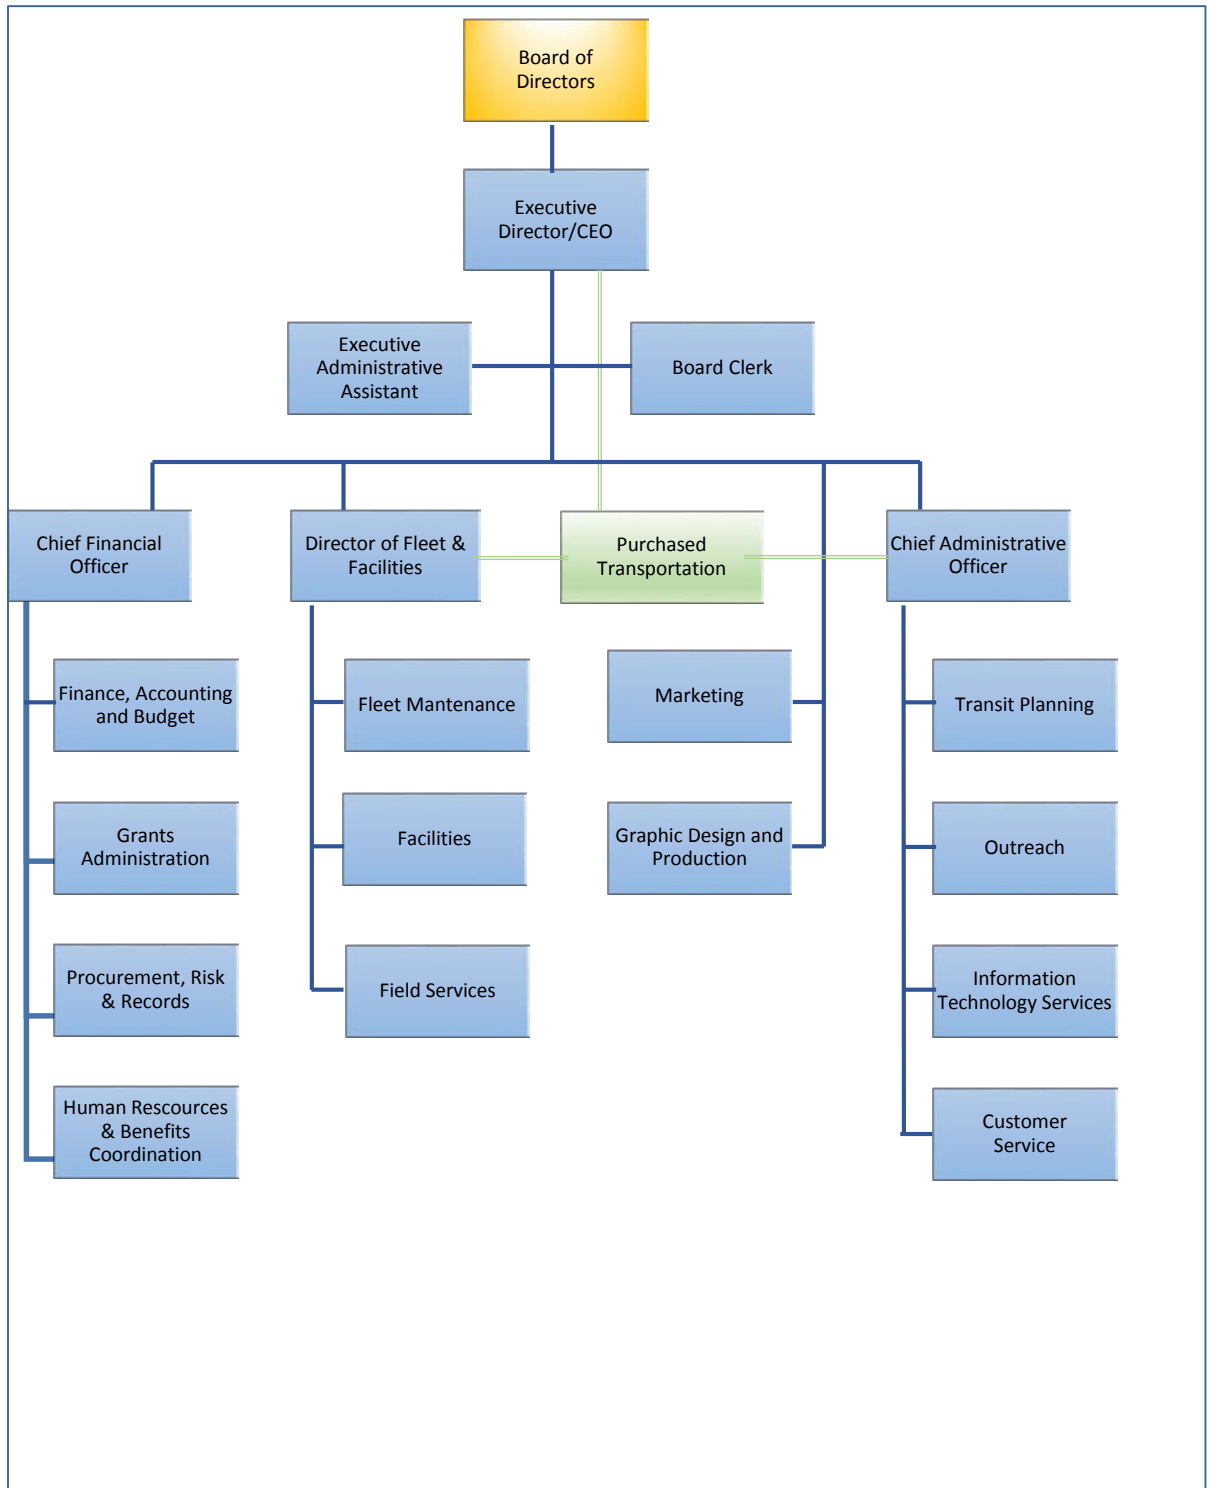 Board of
Directors
Executive
Director/CEO
Executive
Administrative
Assistant
Board Clerk
Chief Financial
Officer
Director of Fleet &
Facilities
Purchased
Transportation
Chief Administrative
Officer
Finance, Accounting
and Budget
Fleet Mantenance
Marketing
Transit Planning
Grants
Administration
Facilities
Graphic Design and
Production
Outreach
Procurement, Risk
& Records
Field Services
Information
Technology Services
Human Rescources
& Benefits
Coordination
Customer
Service